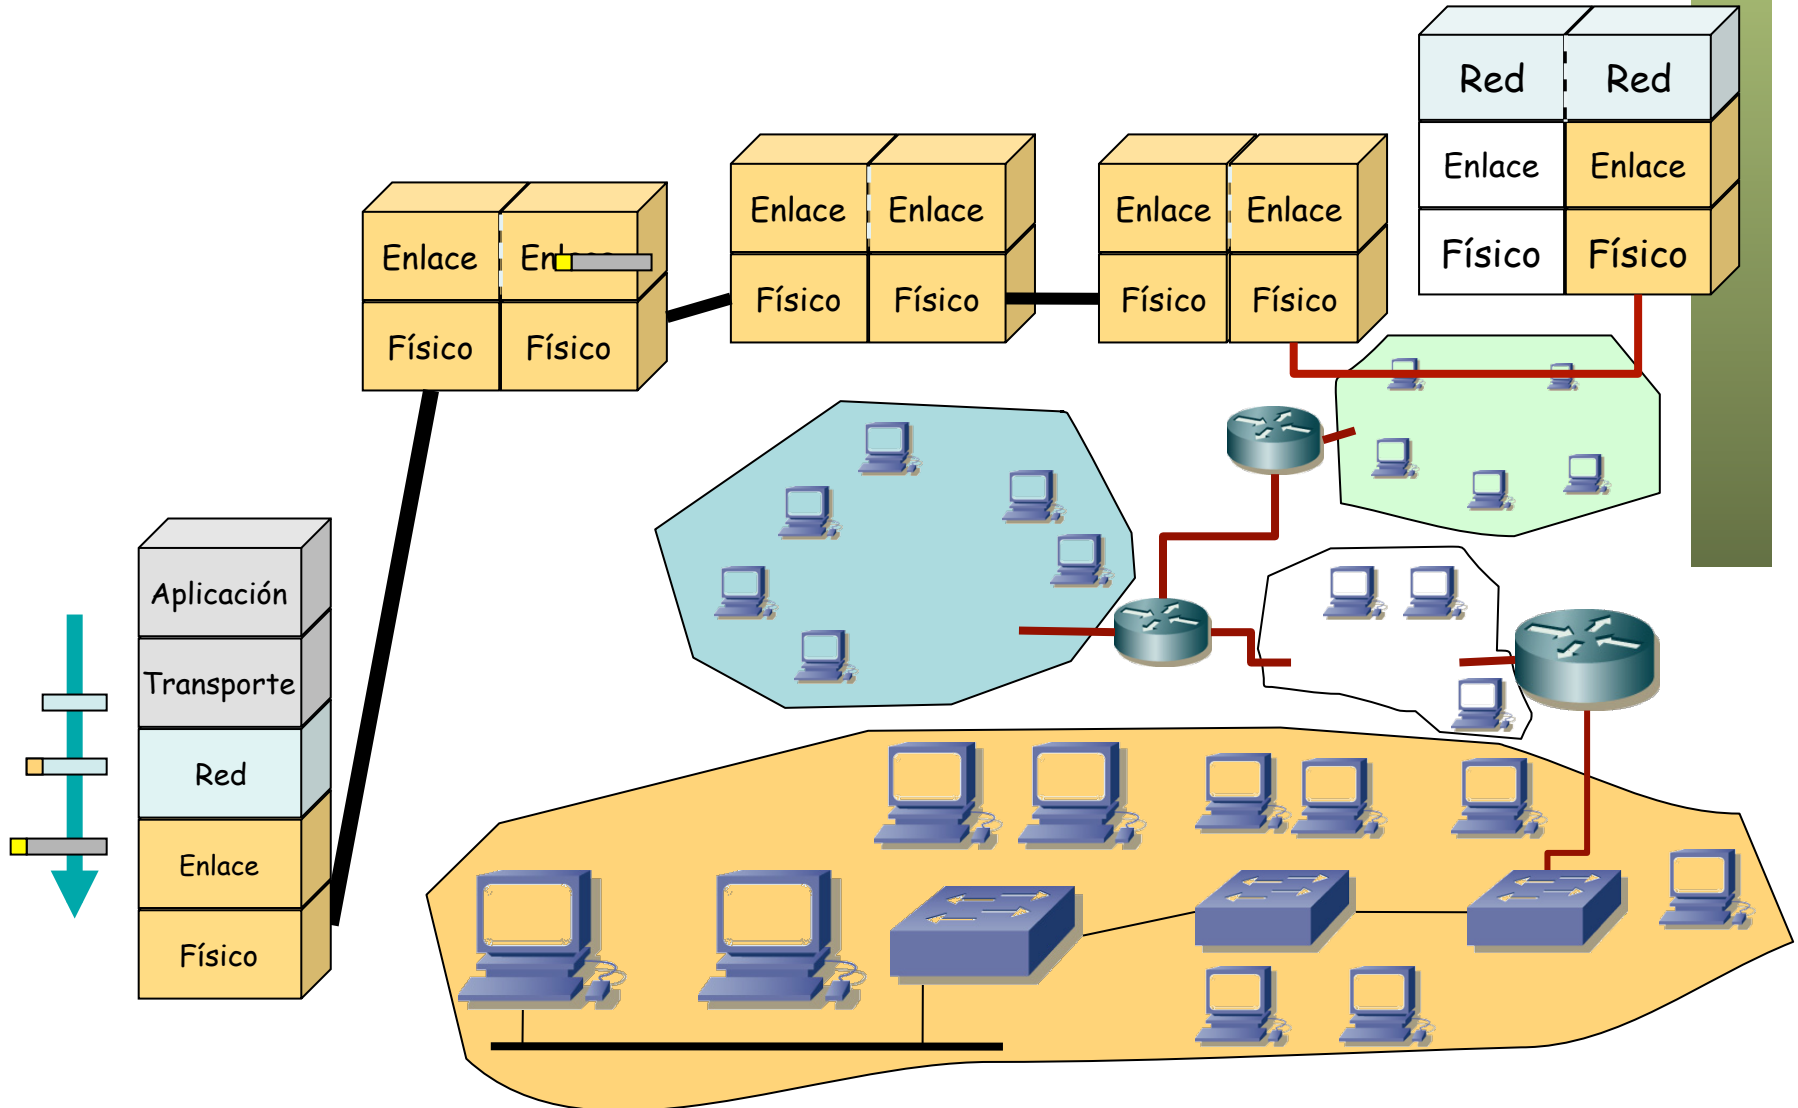 Red Red
Enlace Enlace
Físico Físico
Enlace Enlace
Físico Físico
Enlace Enlace
Físico Físico
Enlace
Físico Físico
Aplicación
Transporte
Red
Enlace
Físico